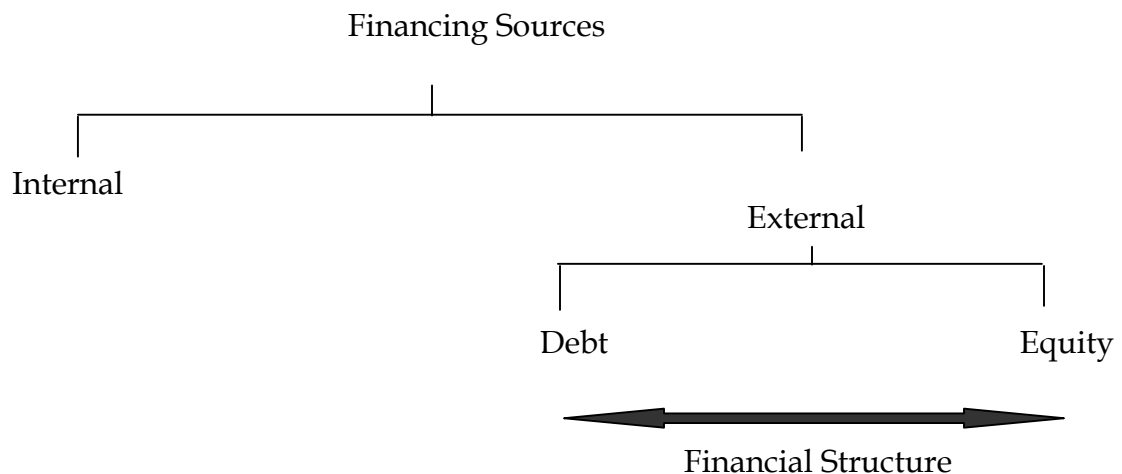 Financing Sources
Internal
External
Debt
Equity
Financial Structure